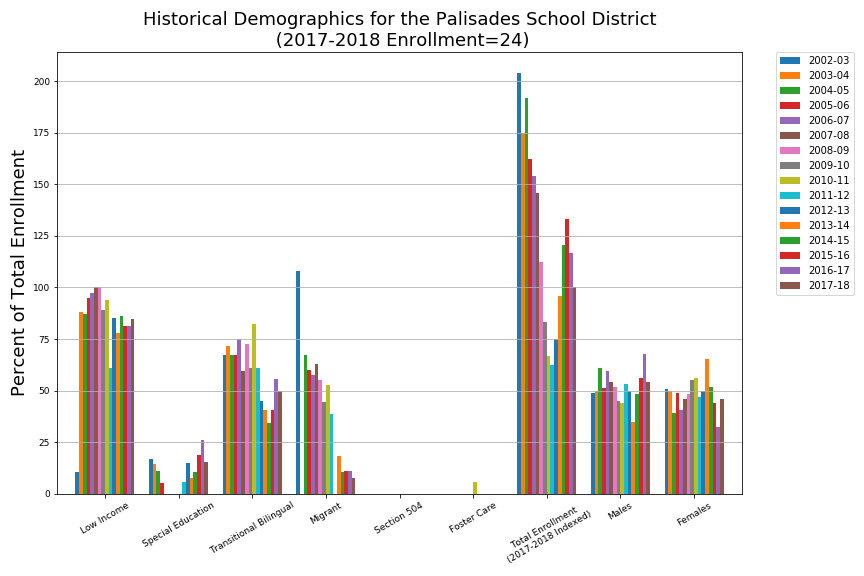 Historical Demographics for the Palisades School District
(2017-2018 Enrollment=24)
Percent of Total Enrollment
200
175
150
125
100
75
50
25
0
Low Income
Special Education
Transitional Bilingual
Migrant
Section 504
Foster Care
Total Enrollment
(2017-2018 Indexed)
Males
Females
2002-03
2003-04
2004-05
2005-06
2006-07
2007-08
2008-09
2009-10
2010-11
2011-12
2012-13
2013-14
2014-15
2015-16
2016-17
2017-18